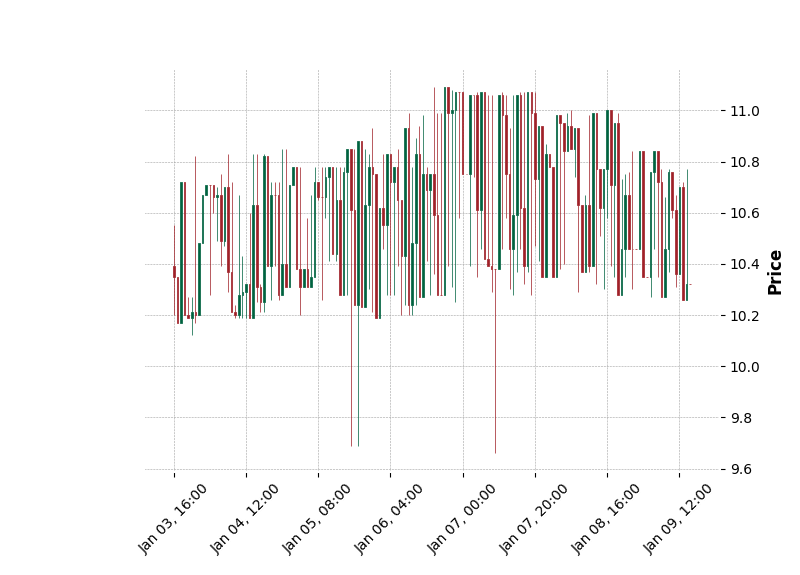 11.0
10.8
10.6
10.4
10.2
10.0
9.8
9.6
Price
Jan 03, 16:00
Jan 04, 12:00
Jan 05, 08:00
Jan 06, 04:00
Jan 07, 00:00
Jan 07, 20:00
Jan 08, 16:00
Jan 09, 12:00